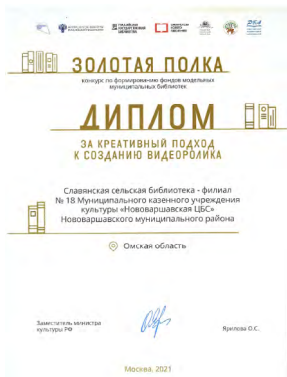 ЗОЛОТАЯ ПОЛКА
конкурс по формированию фондов модельных
муниципальных библиотек
ДИПЛОМ
ЗА КРЕАТИВНЫЙ ПОДХОД
К СОЗДАНИЮ ВИДЕОРОЛИКА
Славянская сельская библиотека - филиал
№ 18 Муниципального казенного учреждения
культуры «Нововаршавская ЦБС»
Нововаршавского муниципального района
Омская область
Заместитель министра
культуры РФ
Ярилова О.С.
Москва, 2021